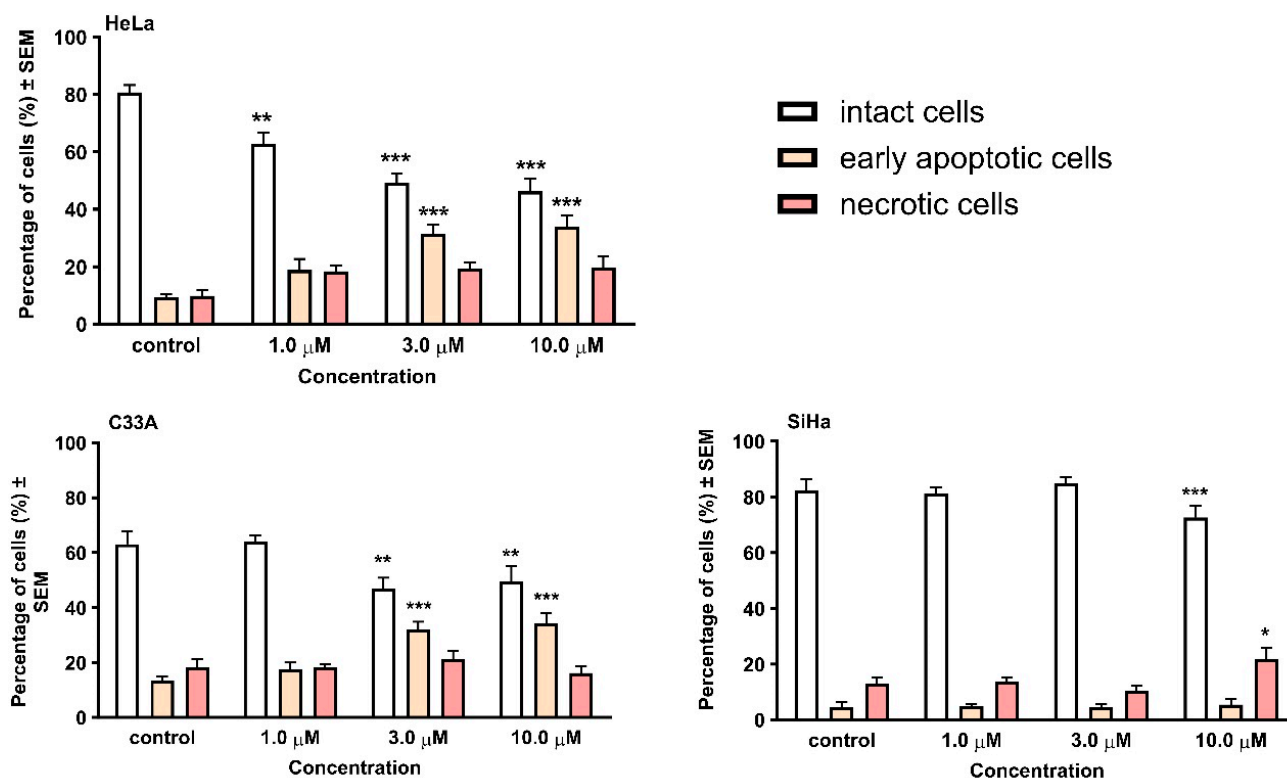 HeLa
Percentage of cells (%) ± SEM
100
80
60
40
20
0
**
***
***
***
***
control
1.0 μM
3.0 μM
10.0 μM
Concentration
intact cells
early apoptotic cells
necrotic cells
C33A
Percentage of cells (%) ±
SEM
100
80
60
40
20
0
**
***
**
***
control
1.0 μM
3.0 μM
10.0 μM
Concentration
SiHa
Percentage of cells (%) ± SEM
100
80
60
40
20
0
***
*
control
1.0 μM
3.0 μM
10.0 μM
Concentration